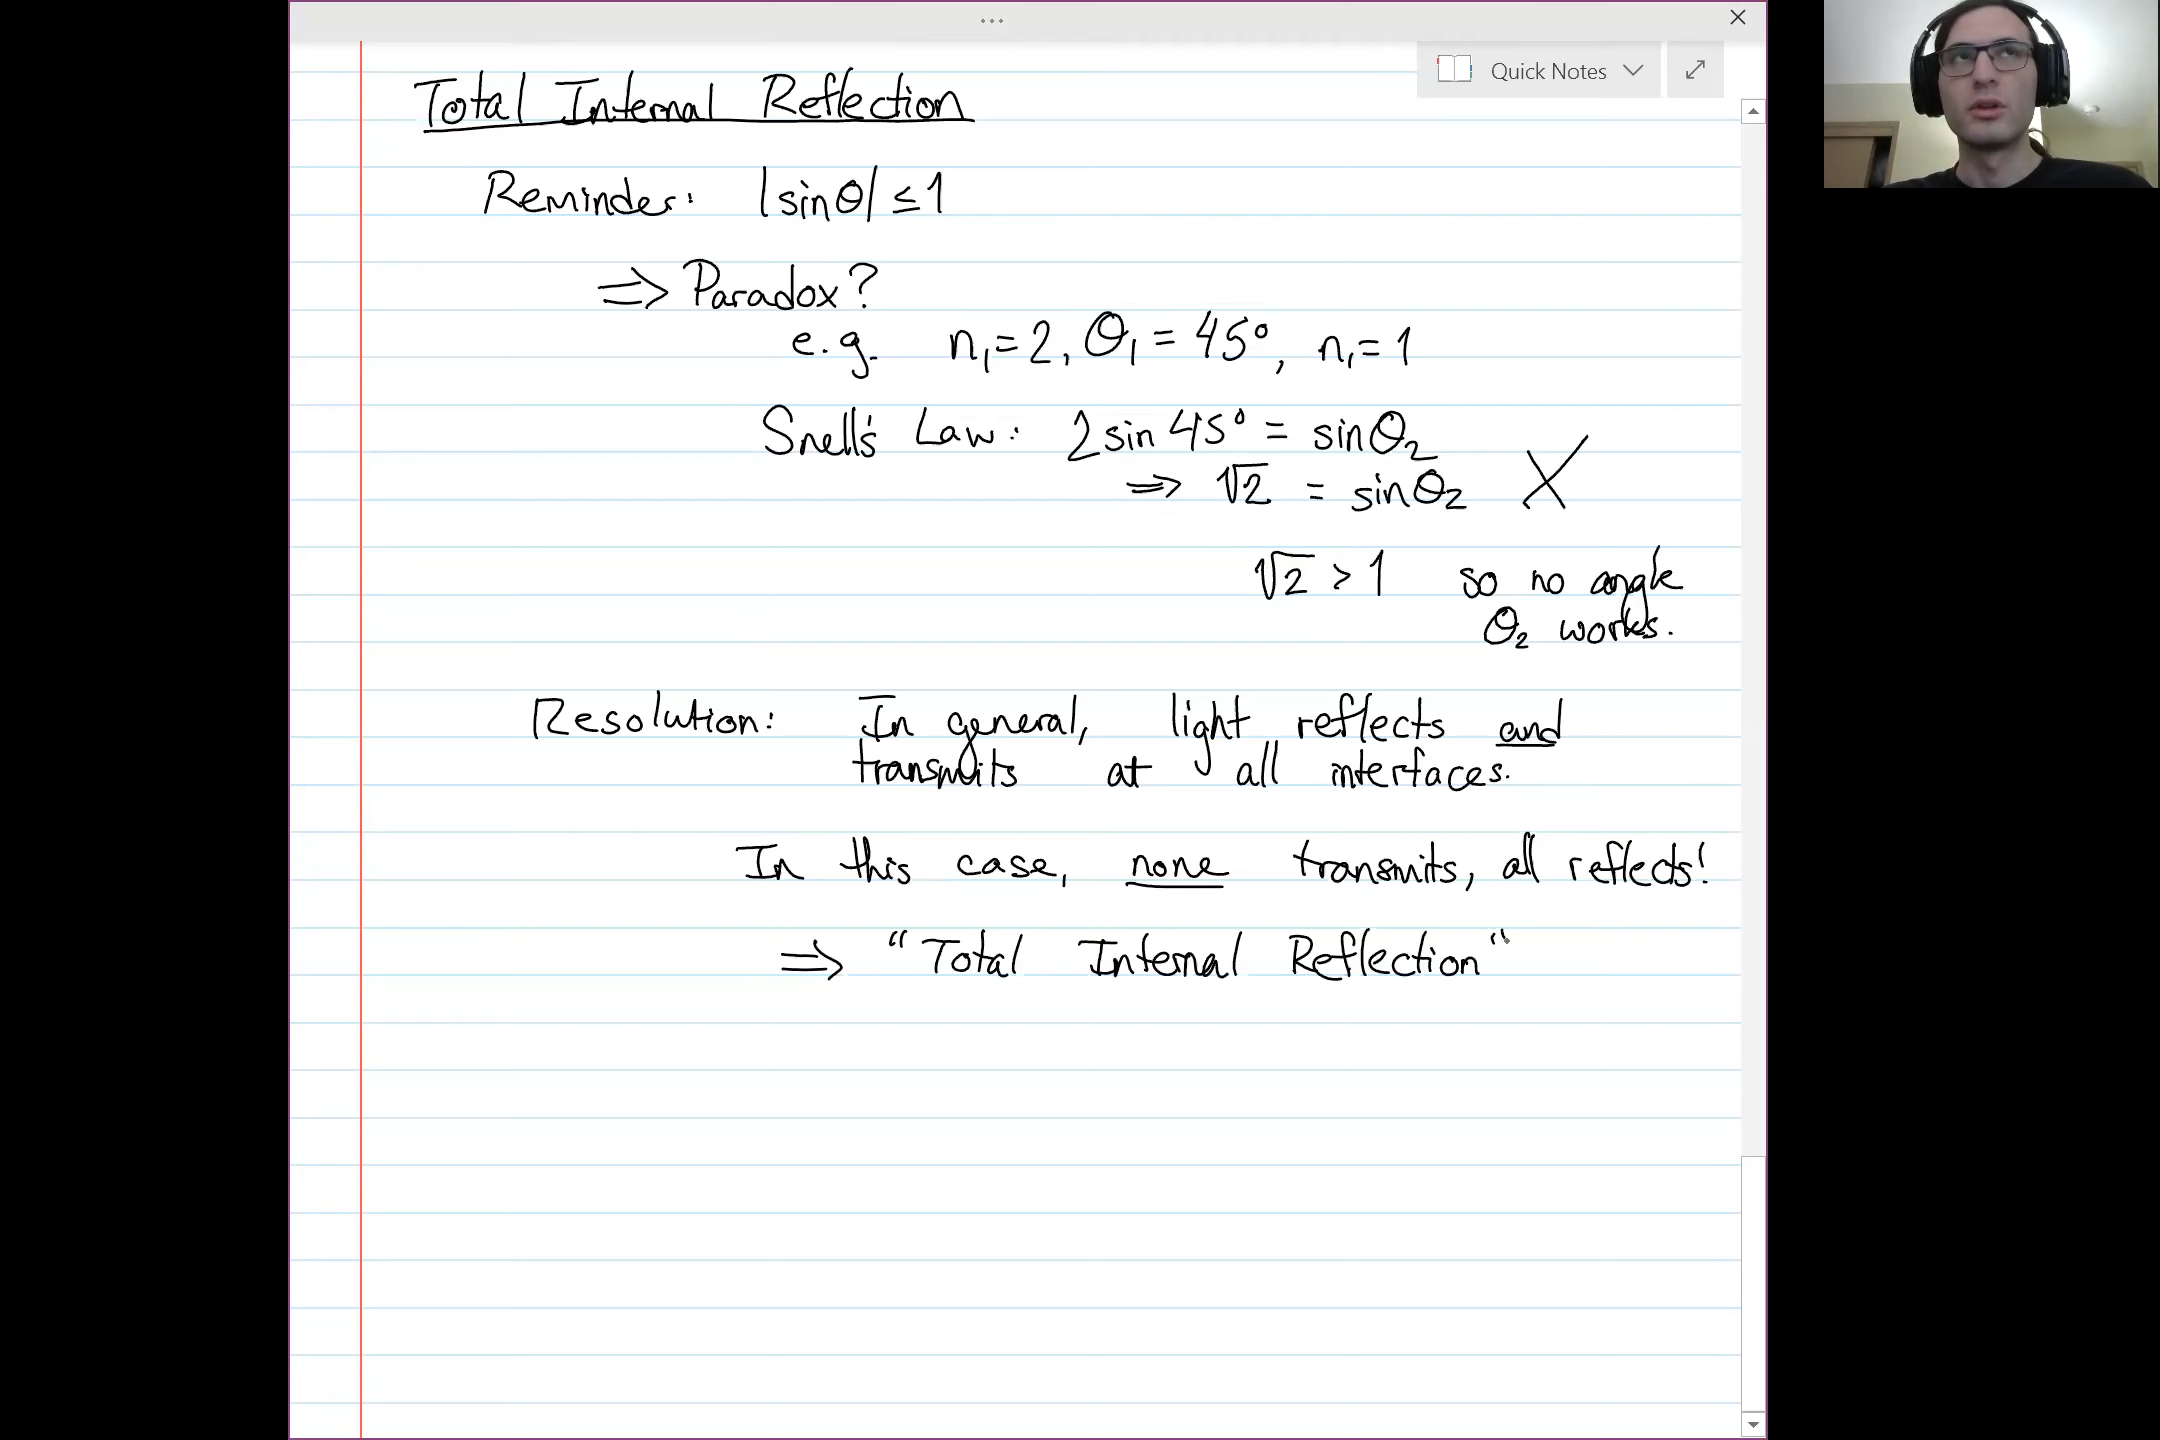 Quick Notes
Total Internal Reflection
Reminder: |sinθ| ≤ 1
⇒ Paradox?
e.g. n₁=2, θ₁ = 45°, n₁= 1
Snell's Law: 2 sin 45° = sinθ₂
⇒ √2 = sinθ₂ X
√2 > 1 so no angle
θ₂ works.
Resolution: In general, light reflects and
transmits at all interfaces.
In this case, none transmits, all reflects!
⇒ "Total Internal Reflection"